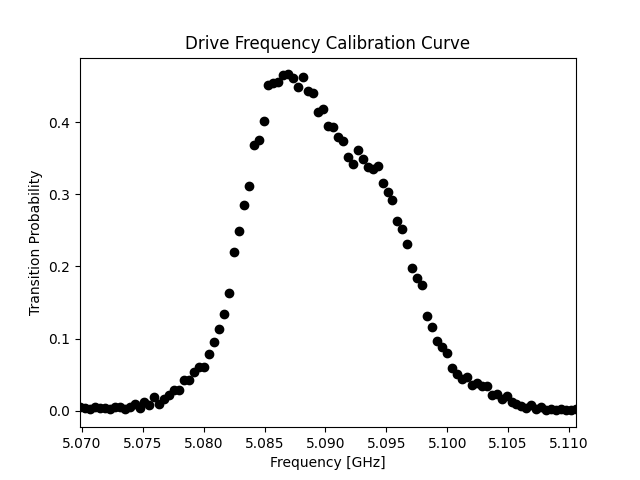 Drive Frequency Calibration Curve
Transition Probability
0.4
0.3
0.2
0.1
0.0
5.070 5.075 5.080 5.085 5.090 5.095 5.100 5.105 5.110
Frequency [GHz]